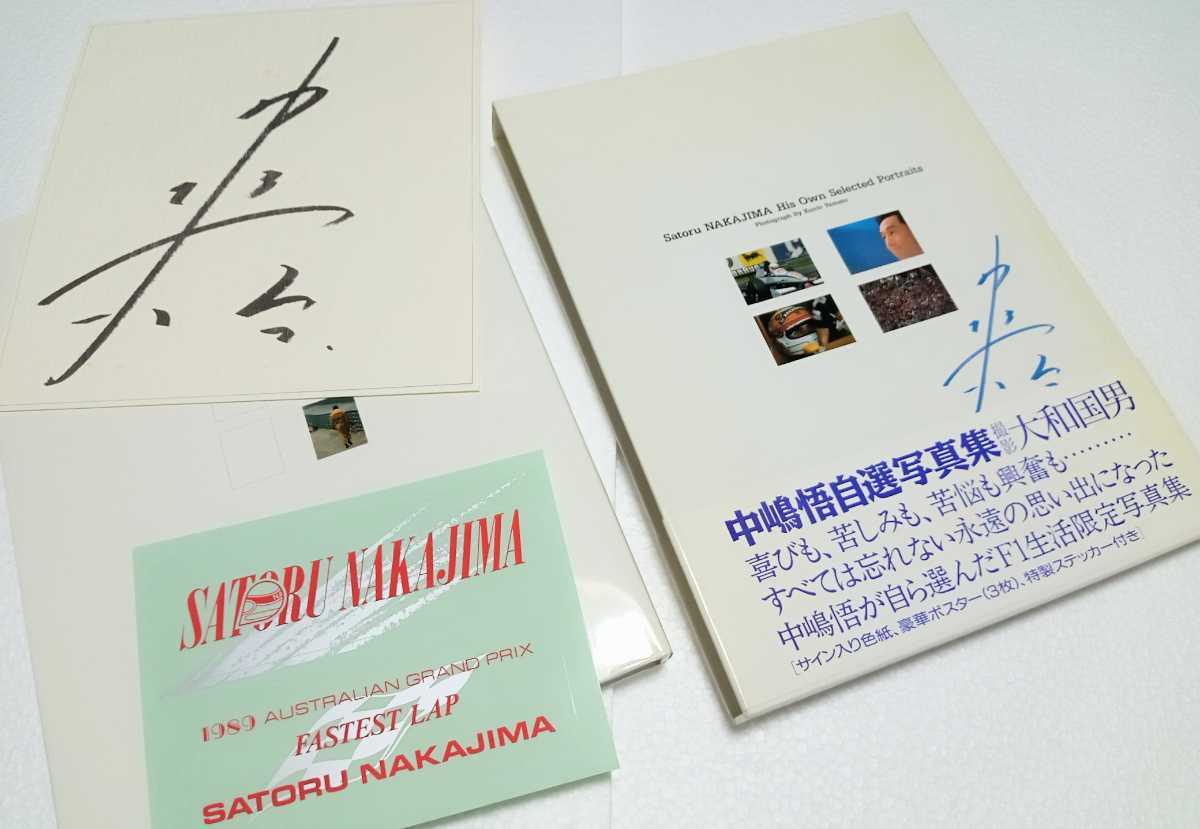 Satoru NAKAJIMA His Own Selected Portraits
Photograph By Kunio Yamato
中嶋悟自選写真集 撮影 大和国男
喜びも、苦しみも、苦悩も興奮も………
すべては忘れない永遠の思い出になった
中嶋悟が自ら選んだF1生活限定写真集
[サイン入り色紙、豪華ポスター(3枚)、特製ステッカー付き]
SATORU NAKAJIMA
1989 AUSTRALIAN GRAND PRIX
FASTEST LAP
SATORU NAKAJIMA